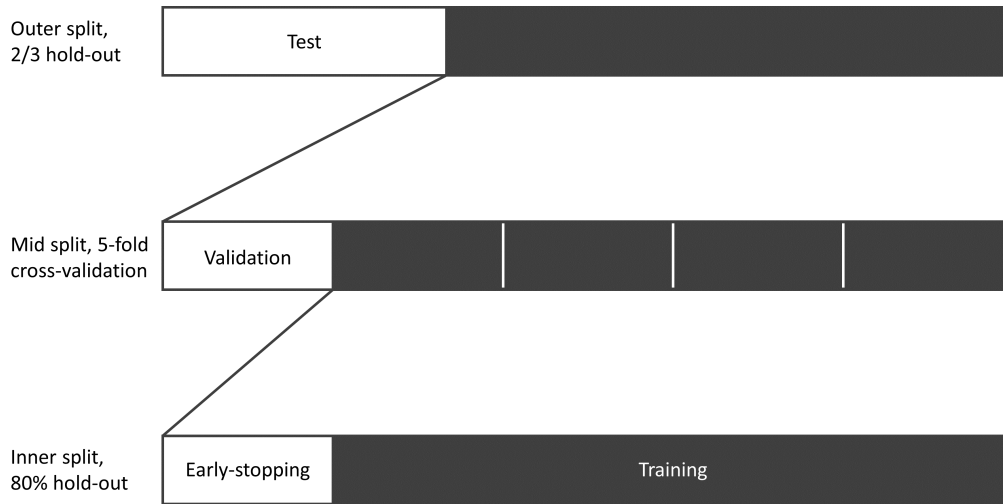 Outer split,
2/3 hold-out
Test
Mid split, 5-fold
cross-validation
Validation
Inner split,
80% hold-out
Early-stopping
Training